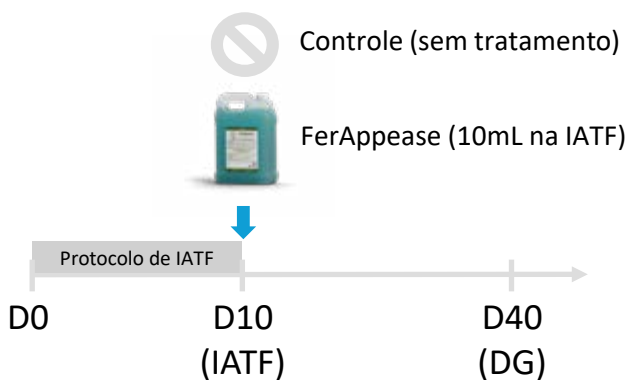 Controle (sem tratamento)
FerAppease (10mL na IATF)
Protocolo de IATF
D0
D10
D40
(IATF)
(DG)